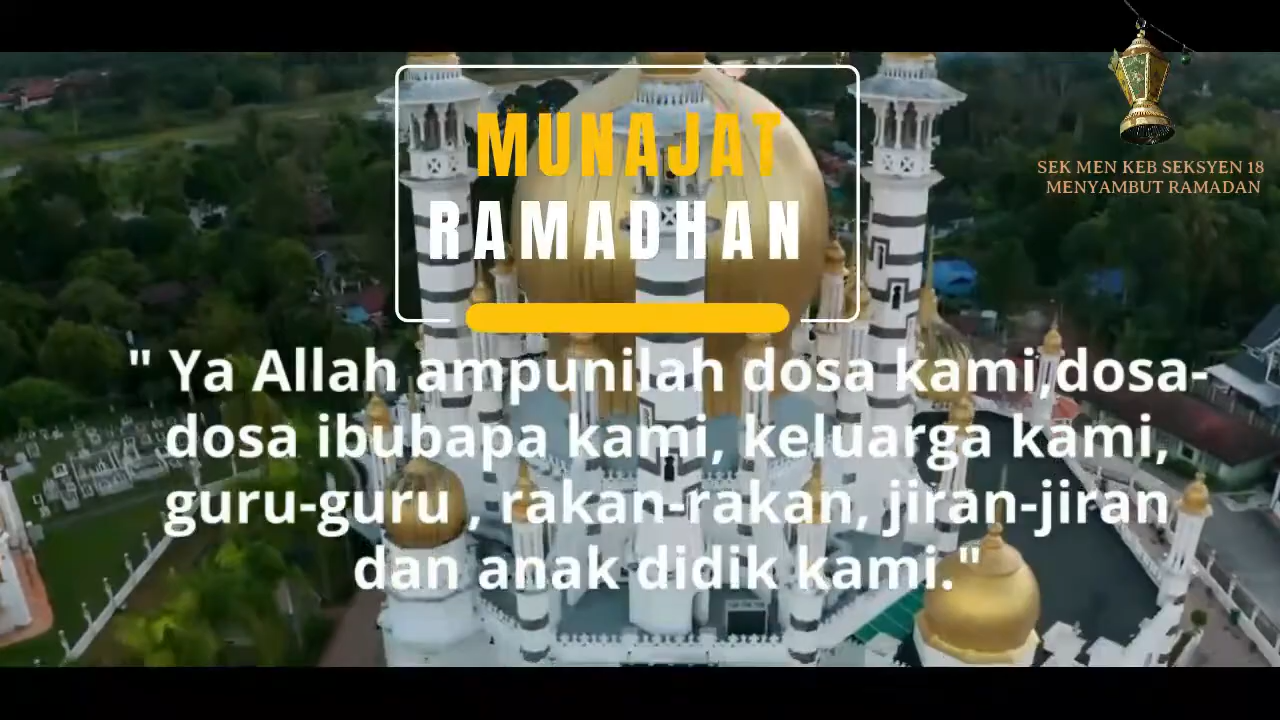 MUNAJAT
RAMADHAN
SEK MEN KEB SEKSYEN 18
MENYAMBUT RAMADAN
" Ya Allah ampunilah dosa kami,dosa-
dosa ibubapa kami, keluarga kami,
guru-guru , rakan-rakan, jiran-jiran
dan anak didik kami."